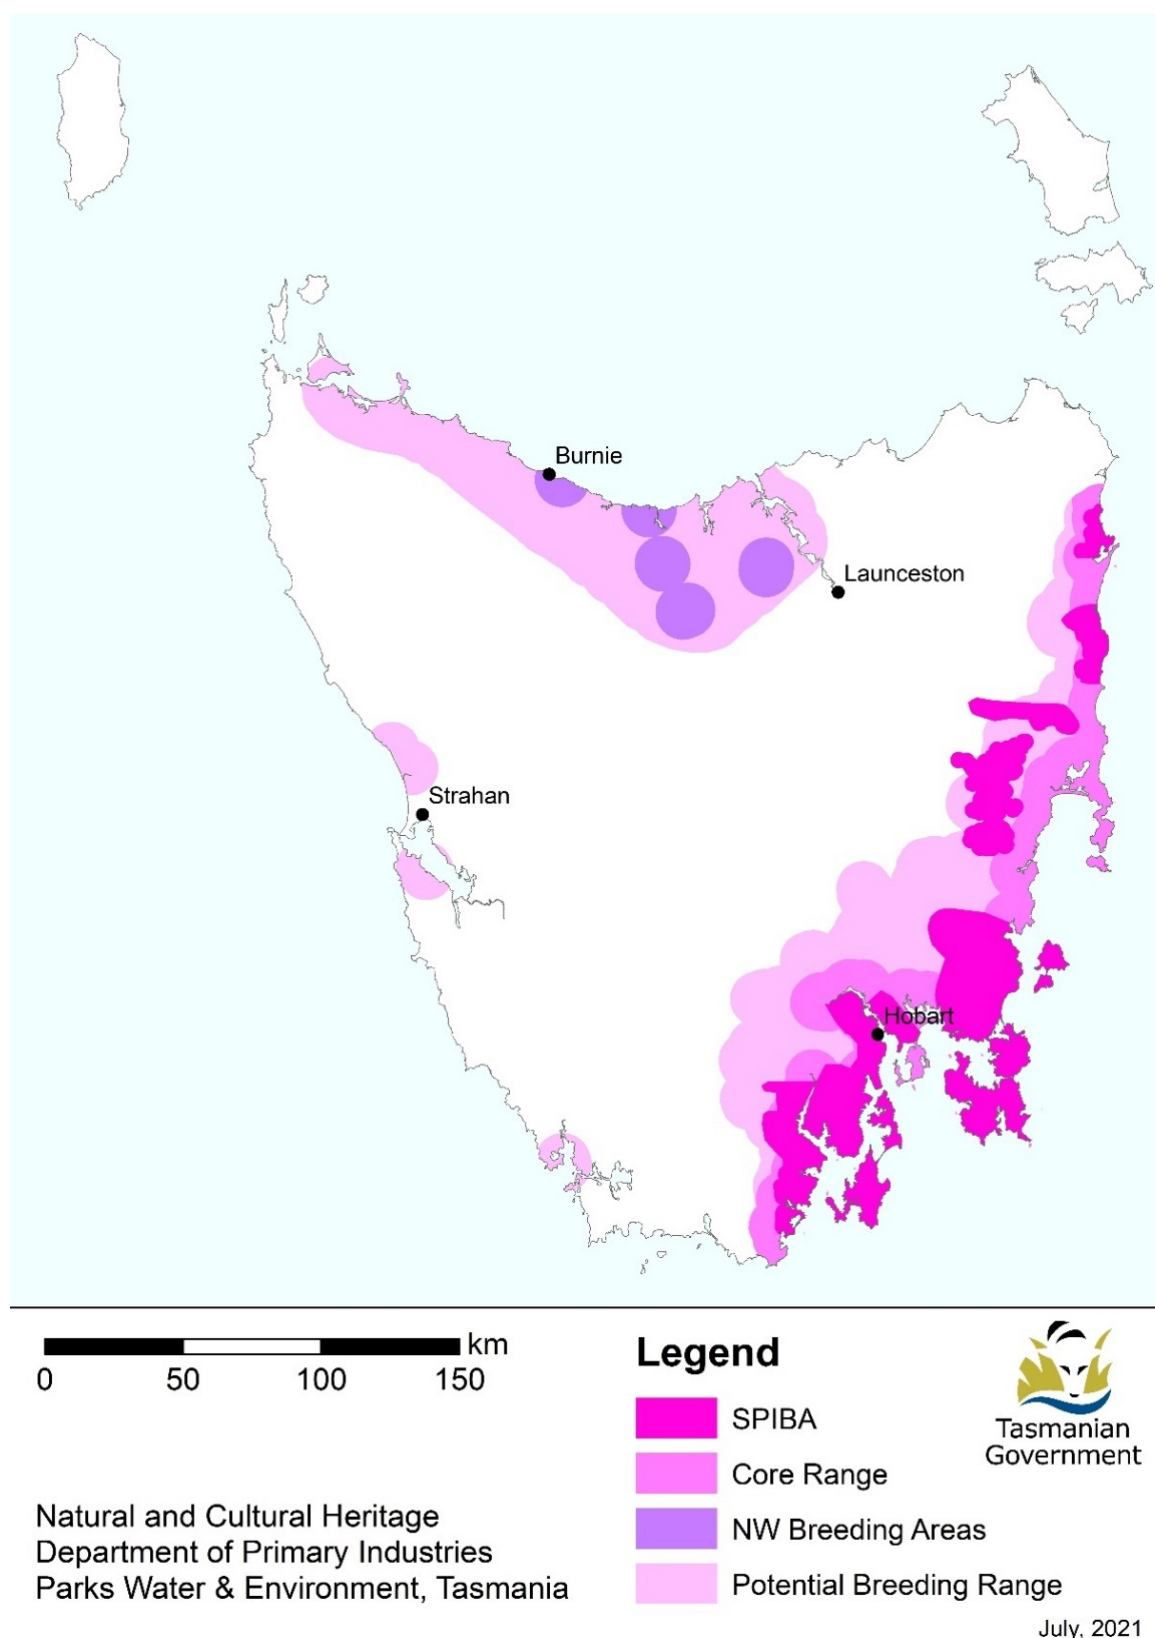 Burnie
Launceston
Strahan
Hobart
km
0 50 100 150
Natural and Cultural Heritage
Department of Primary Industries
Parks Water & Environment, Tasmania
Legend
SPIBA
Core Range
NW Breeding Areas
Potential Breeding Range
Tasmanian
Government
July, 2021